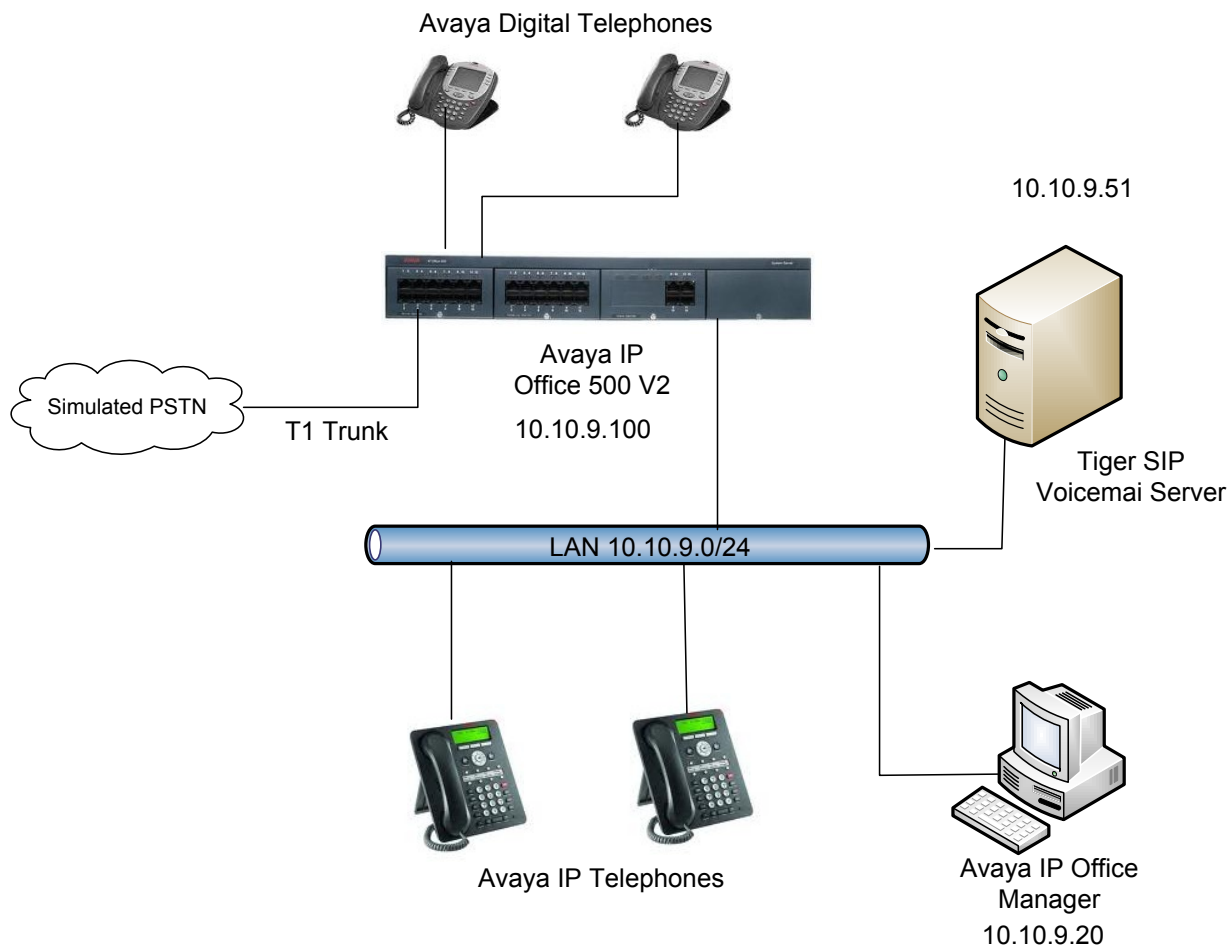 Avaya Digital Telephones
10.10.9.51
Avaya IP
Office 500 V2
10.10.9.100
Simulated PSTN
T1 Trunk
Tiger SIP
Voicemai Server
LAN 10.10.9.0/24
Avaya IP Telephones
Avaya IP Office
Manager
10.10.9.20